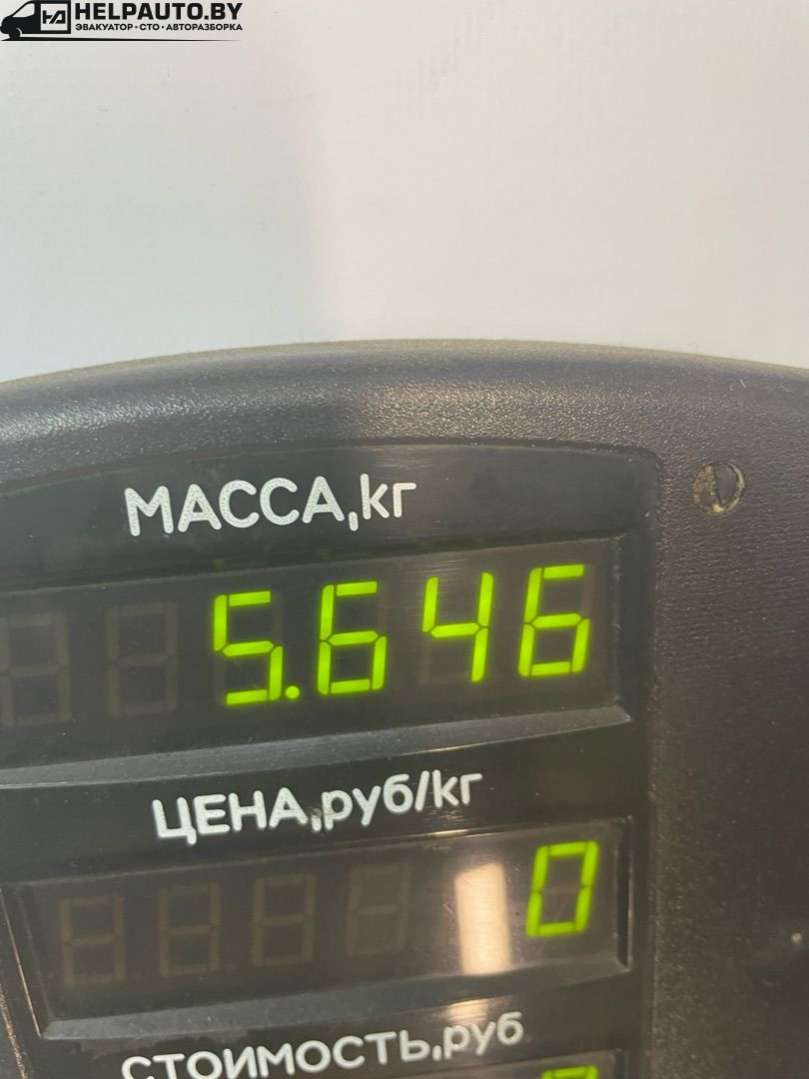 HELPAUTO.BY
ЭВАКУАТОР • СТО • АВТОРАЗБОРКА
МАССА,кг
5.646
ЦЕНА,руб/кг
0
СТОИМОСТЬ,руб